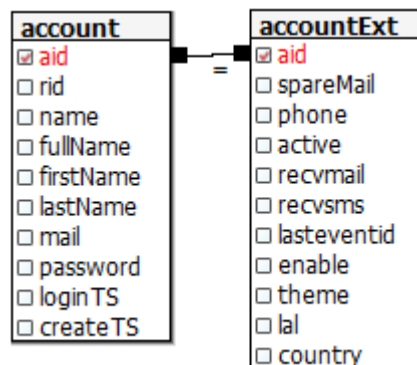 account
aid
rid
name
fullName
firstName
lastName
mail
password
loginTS
createTS
=
accountExt
aid
spareMail
phone
active
recvmail
recvsms
lasteventid
enable
theme
lal
country